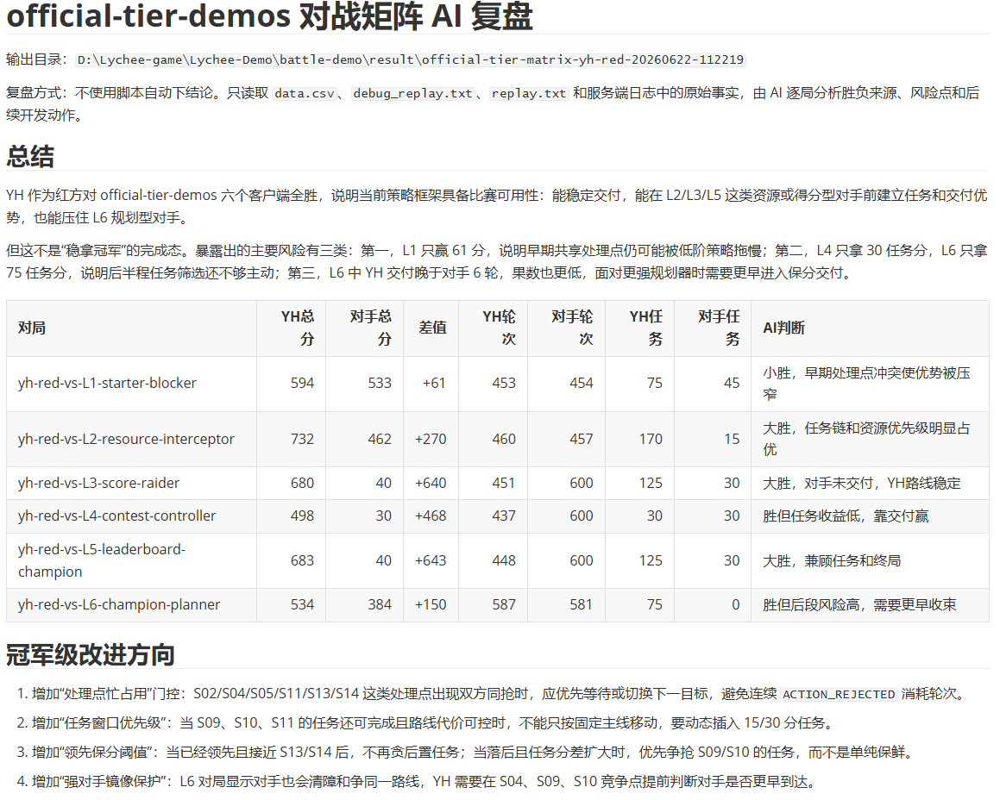 official-tier-demos 对战矩阵 AI 复盘
输出目录：D:\Lychee-game\Lychee-Demo\battle-demo\result\official-tier-matrix-yh-red-20260622-112219
复盘方式：不使用脚本自动下结论。只读取 data.csv、debug_replay.txt、replay.txt 和服务端日志中的原始事实，由 AI 逐局分析胜负来源、风险点和后
续开发动作。
总结
YH 作为红方对 official-tier-demos 六个客户端全胜，说明当前策略框架具备比赛可用性：能稳定交付，能在 L2/L3/L5 这类资源或得分型对手前建立任务和交付优
势，也能压住 L6 规划型对手。
但这不是“稳拿冠军”的完成态。暴露出的主要风险有三类：第一，L1 只赢 61 分，说明早期共享处理点仍可能被低阶策略拖慢；第二，L4 只拿 30 任务分，L6 只拿
75 任务分，说明后半程任务筛选还不够主动；第三，L6 中 YH 交付晚于对手 6 轮，果数也更低，面对更强规划器时需要更早进入保分交付。
对局 YH总 对手总 差值 YH轮 对手轮 YH任 对手任 AI判断
分 分 次 次 务 务
yh-red-vs-L1-starter-blocker 594 533 +61 453 454 75 45 小胜，早期处理点冲突使优势被压
窄
yh-red-vs-L2-resource-interceptor 732 462 +270 460 457 170 15 大胜，任务链和资源优先级明显占
优
yh-red-vs-L3-score-raider 680 40 +640 451 600 125 30 大胜，对手未交付，YH路线稳定
yh-red-vs-L4-contest-controller 498 30 +468 437 600 30 30 胜但任务收益低，靠交付赢
yh-red-vs-L5-leaderboard-
champion 683 40 +643 448 600 125 30 大胜，兼顾任务和终局
yh-red-vs-L6-champion-planner 534 384 +150 587 581 75 0 胜但后段风险高，需要更早收束
冠军级改进方向
1. 增加“处理点忙占用”门控：S02/S04/S05/S11/S13/S14 这类处理点出现双方同抢时，应优先等待或切换下一目标，避免连续 ACTION_REJECTED 消耗轮次。
2. 增加“任务窗口优先级”：当 S09、S10、S11 的任务还可完成且路线代价可控时，不能只按固定主线移动，要动态插入 15/30 分任务。
3. 增加“领先保分阈值”：当已经领先且接近 S13/S14 后，不再贪后置任务；当落后且任务分差扩大时，优先争抢 S09/S10 的任务，而不是单纯保鲜。
4. 增加“强对手镜像保护”：L6 对局显示对手也会清障和争同一路线，YH 需要在 S04、S09、S10 竞争点提前判断对手是否更早到达。